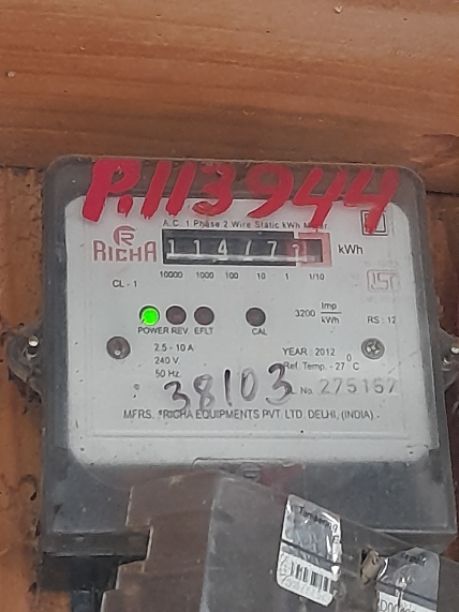 P.113944
A.C. 1 Phase 2 Wire Static kWh Meter
RICHA
kWh
10000 1000 100 10 1 1/10
CL - 1
3200 Imp/kWh
RS : 12
POWER REV. EFLT CAL
2.5 - 10 A
240 V.
50 Hz.
YEAR : 2012
Ref. Temp. - 27 °C
38103
No. 275157
MFRS. : RICHA EQUIPMENTS PVT. LTD. DELHI, (INDIA)